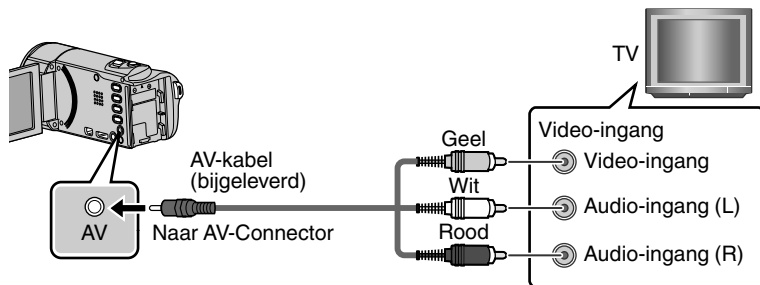 TV
AV-kabel
(bijgeleverd)
AV
Naar AV-Connector
Geel
Wit
Rood
Video-ingang
Video-ingang
Audio-ingang (L)
Audio-ingang (R)